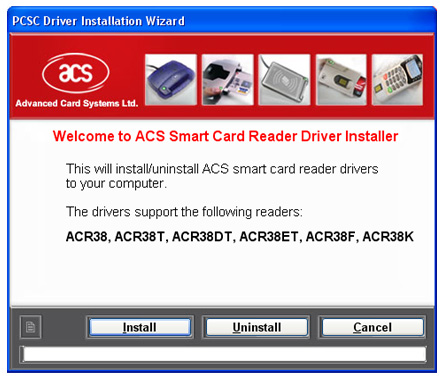 PCSC Driver Installation Wizard
acs
Advanced Card Systems Ltd.
Welcome to ACS Smart Card Reader Driver Installer
This will install/uninstall ACS smart card reader drivers
to your computer.
The drivers support the following readers:
ACR38, ACR38T, ACR38DT, ACR38ET, ACR38F, ACR38K
Install
Uninstall
Cancel